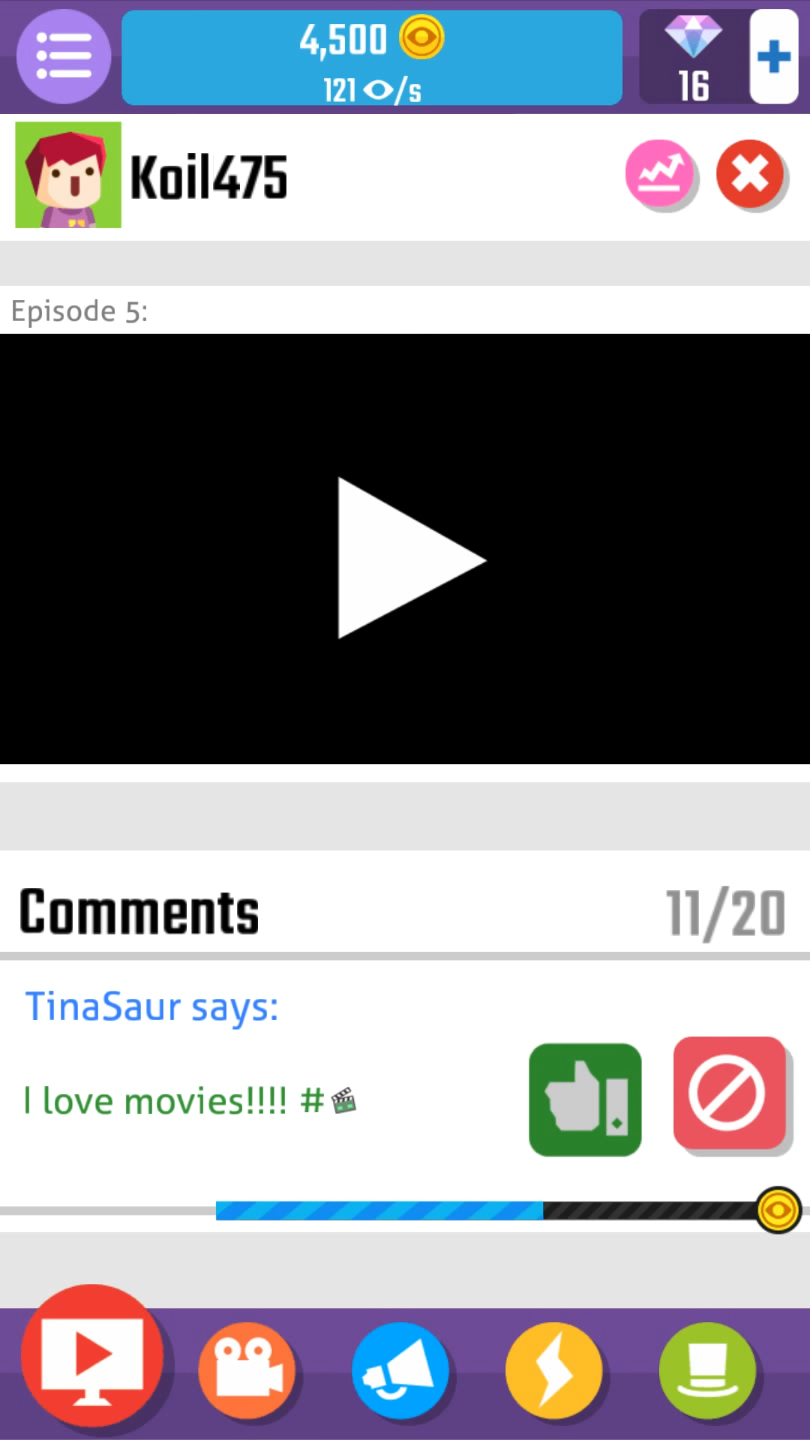 4,500
121 /s
16
Koil475
Episode 5:
Comments 11/20
TinaSaur says:
I love movies!!!! #🎬